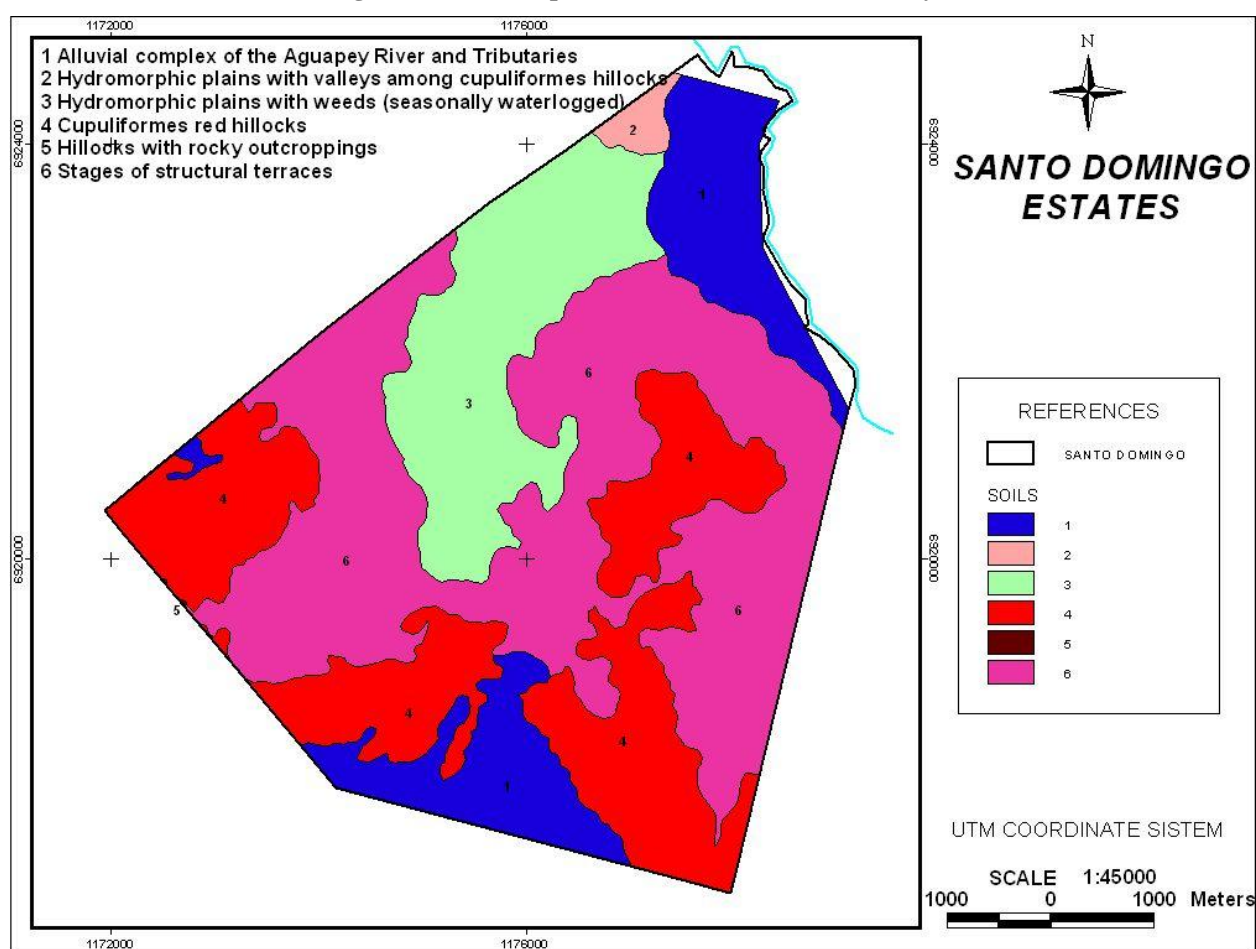 1172000
1176000
1 Alluvial complex of the Aguapey River and Tributaries
2 Hydromorphic plains with valleys among cupuliformes hillocks
3 Hydromorphic plains with weeds (seasonally waterlogged)
4 Cupuliformes red hillocks
5 Hillocks with rocky outcroppings
6 Stages of structural terraces
6924000
6924000
6920000
6920000
2
1
3
6
4
4
6
5
6
4
4
1
1172000
1176000
N
SANTO DOMINGO
ESTATES
REFERENCES
SANTO DOMINGO
SOILS
1
2
3
4
5
6
UTM COORDINATE SISTEM
SCALE 1:45000
1000 0 1000 Meters